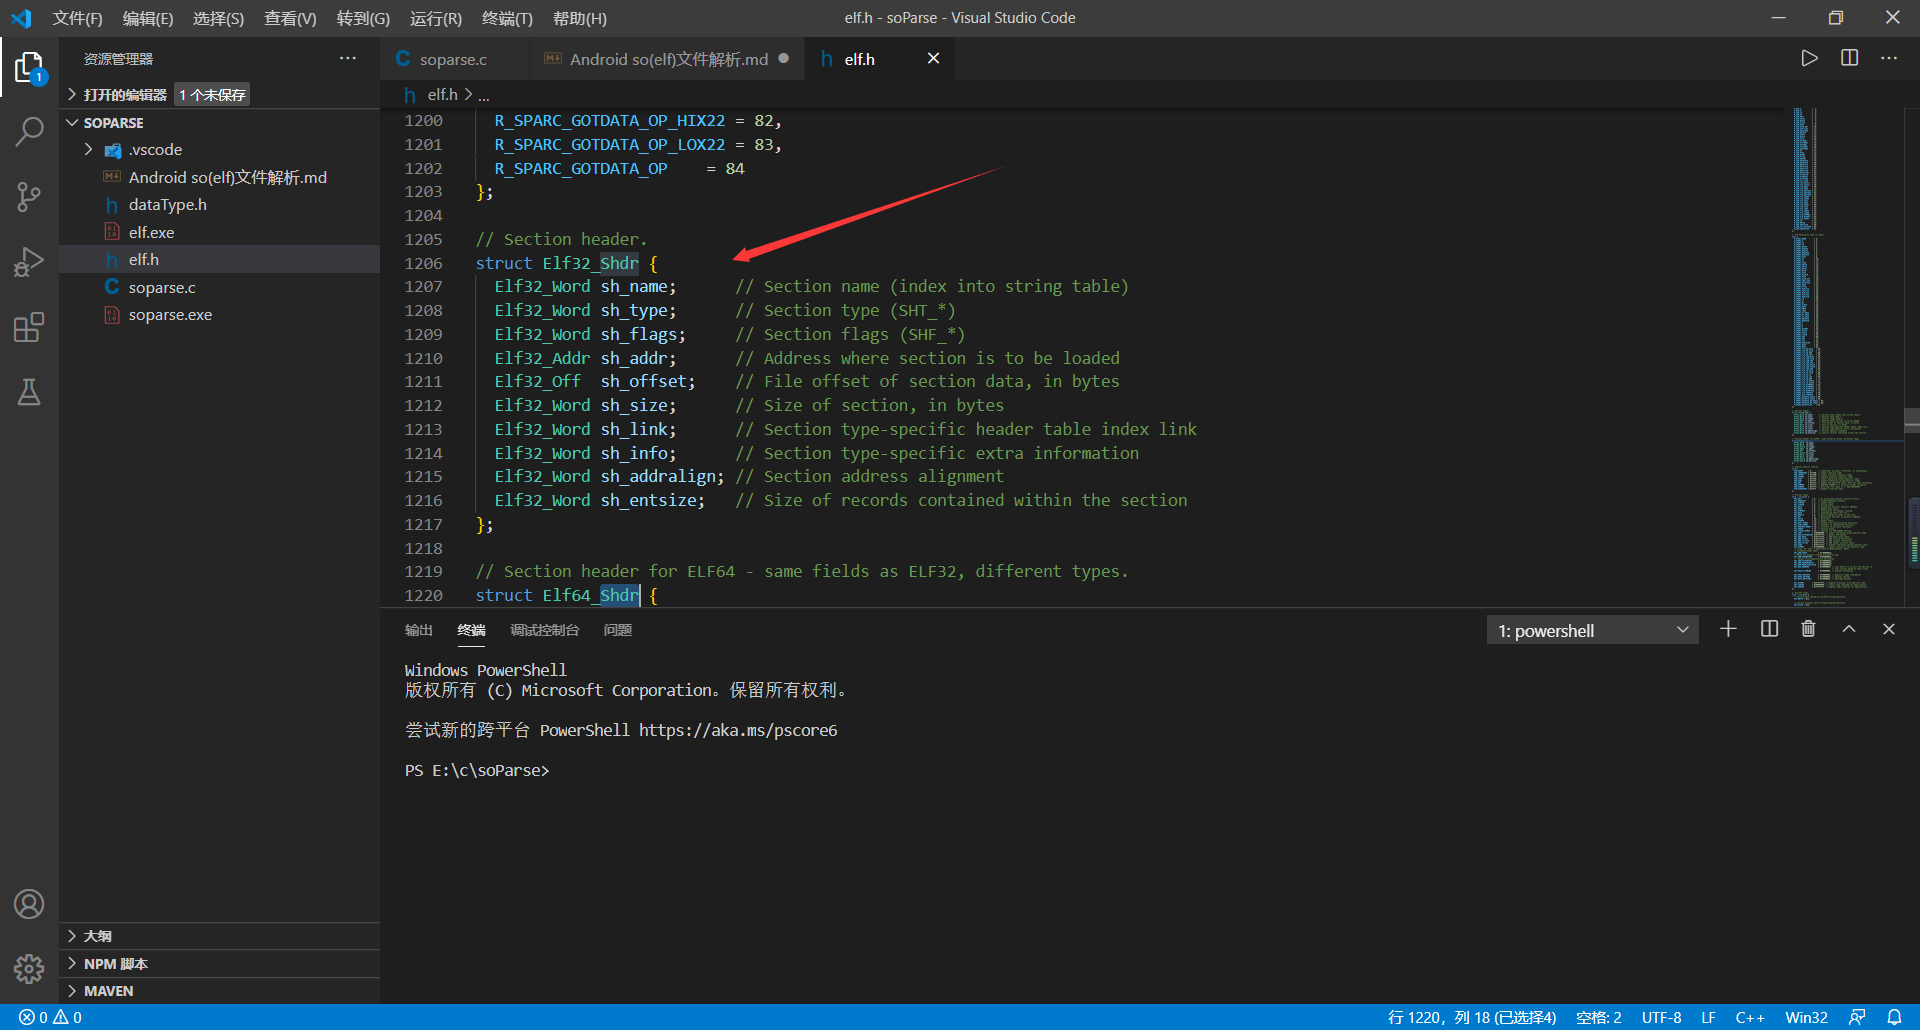 文件(F) 编辑(E) 选择(S) 查看(V) 转到(G) 运行(R) 终端(T) 帮助(H) elf.h - soParse - Visual Studio Code
资源管理器 ···
打开的编辑器 1 个未保存
SOPARSE
.vscode
Android so(elf)文件解析.md
dataType.h
elf.exe
elf.h
soparse.c
soparse.exe
大纲
NPM 脚本
MAVEN
1
C soparse.c Android so(elf)文件解析.md h elf.h
h elf.h > ...
1200 R_SPARC_GOTDATA_OP_HIX22 = 82,
1201 R_SPARC_GOTDATA_OP_LOX22 = 83,
1202 R_SPARC_GOTDATA_OP = 84
1203 };
1204
1205 // Section header.
1206 struct Elf32_Shdr {
1207 Elf32_Word sh_name; // Section name (index into string table)
1208 Elf32_Word sh_type; // Section type (SHT_*)
1209 Elf32_Word sh_flags; // Section flags (SHF_*)
1210 Elf32_Addr sh_addr; // Address where section is to be loaded
1211 Elf32_Off sh_offset; // File offset of section data, in bytes
1212 Elf32_Word sh_size; // Size of section, in bytes
1213 Elf32_Word sh_link; // Section type-specific header table index link
1214 Elf32_Word sh_info; // Section type-specific extra information
1215 Elf32_Word sh_addralign; // Section address alignment
1216 Elf32_Word sh_entsize; // Size of records contained within the section
1217 };
1218
1219 // Section header for ELF64 - same fields as ELF32, different types.
1220 struct Elf64_Shdr {
输出 终端 调试控制台 问题 1: powershell
Windows PowerShell
版权所有 (C) Microsoft Corporation。保留所有权利。
尝试新的跨平台 PowerShell https://aka.ms/pscore6
PS E:\c\soParse>
0 0 行 1220，列 18 (已选择4) 空格: 2 UTF-8 LF C++ Win32